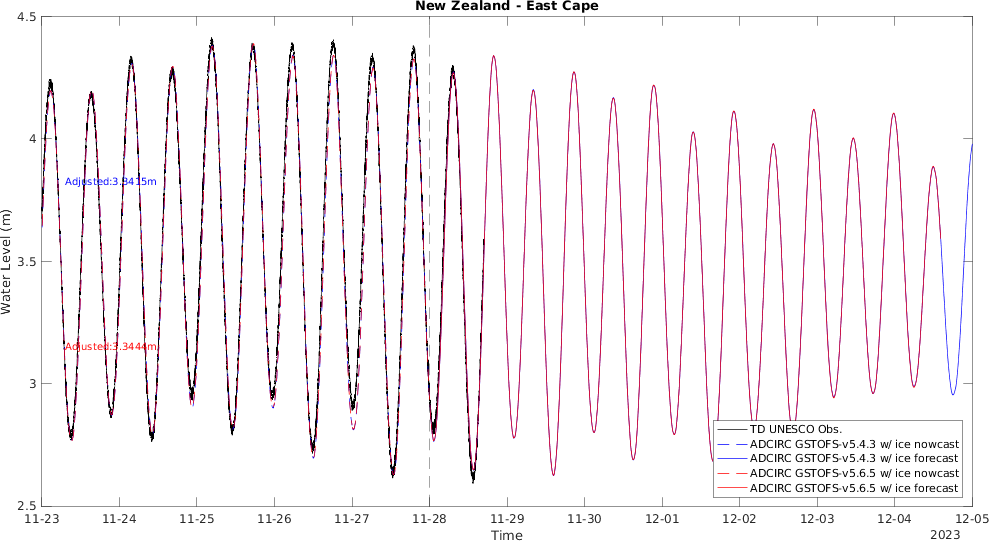 New Zealand - East Cape
4.5
4
3.5
3
2.5
Water Level (m)
Adjusted:3.3415m
Adjusted:3.3444m
TD UNESCO Obs.
ADCIRC GSTOFS-v5.4.3 w/ ice nowcast
ADCIRC GSTOFS-v5.4.3 w/ ice forecast
ADCIRC GSTOFS-v5.6.5 w/ ice nowcast
ADCIRC GSTOFS-v5.6.5 w/ ice forecast
11-23 11-24 11-25 11-26 11-27 11-28 11-29 11-30 12-01 12-02 12-03 12-04 12-05
Time
2023